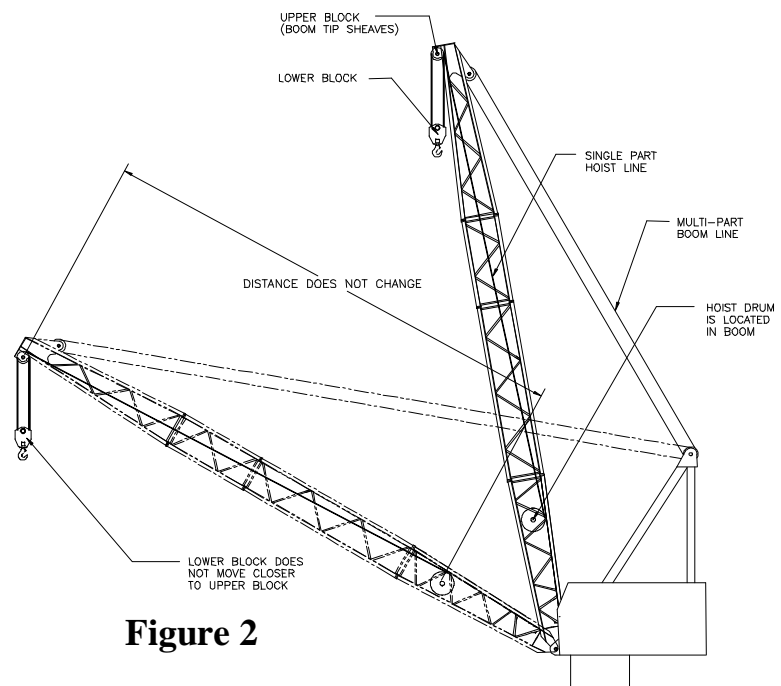 UPPER BLOCK
(BOOM TIP SHEAVES)
LOWER BLOCK
SINGLE PART
HOIST LINE
MULTI-PART
BOOM LINE
DISTANCE DOES NOT CHANGE
HOIST DRUM
IS LOCATED
IN BOOM
LOWER BLOCK DOES
NOT MOVE CLOSER
TO UPPER BLOCK
Figure 2